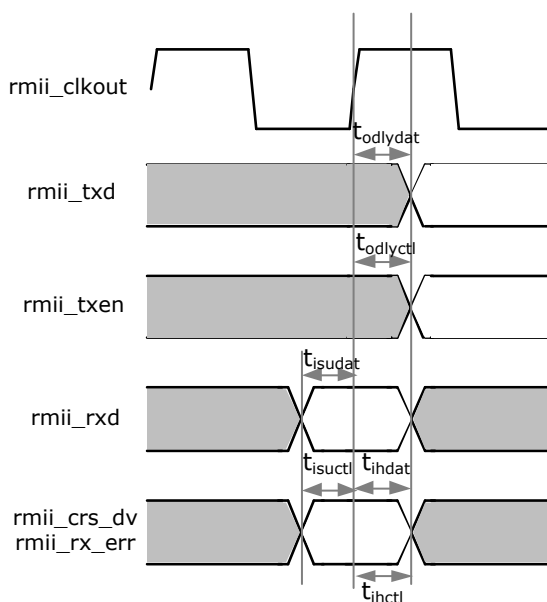 rmii_clkout
t_odlydat
rmii_txd
t_odlyctl
rmii_txen
t_isudat
rmii_rxd
t_isuctl t_ihdat
rmii_crs_dv
rmii_rx_err
t_ihctl